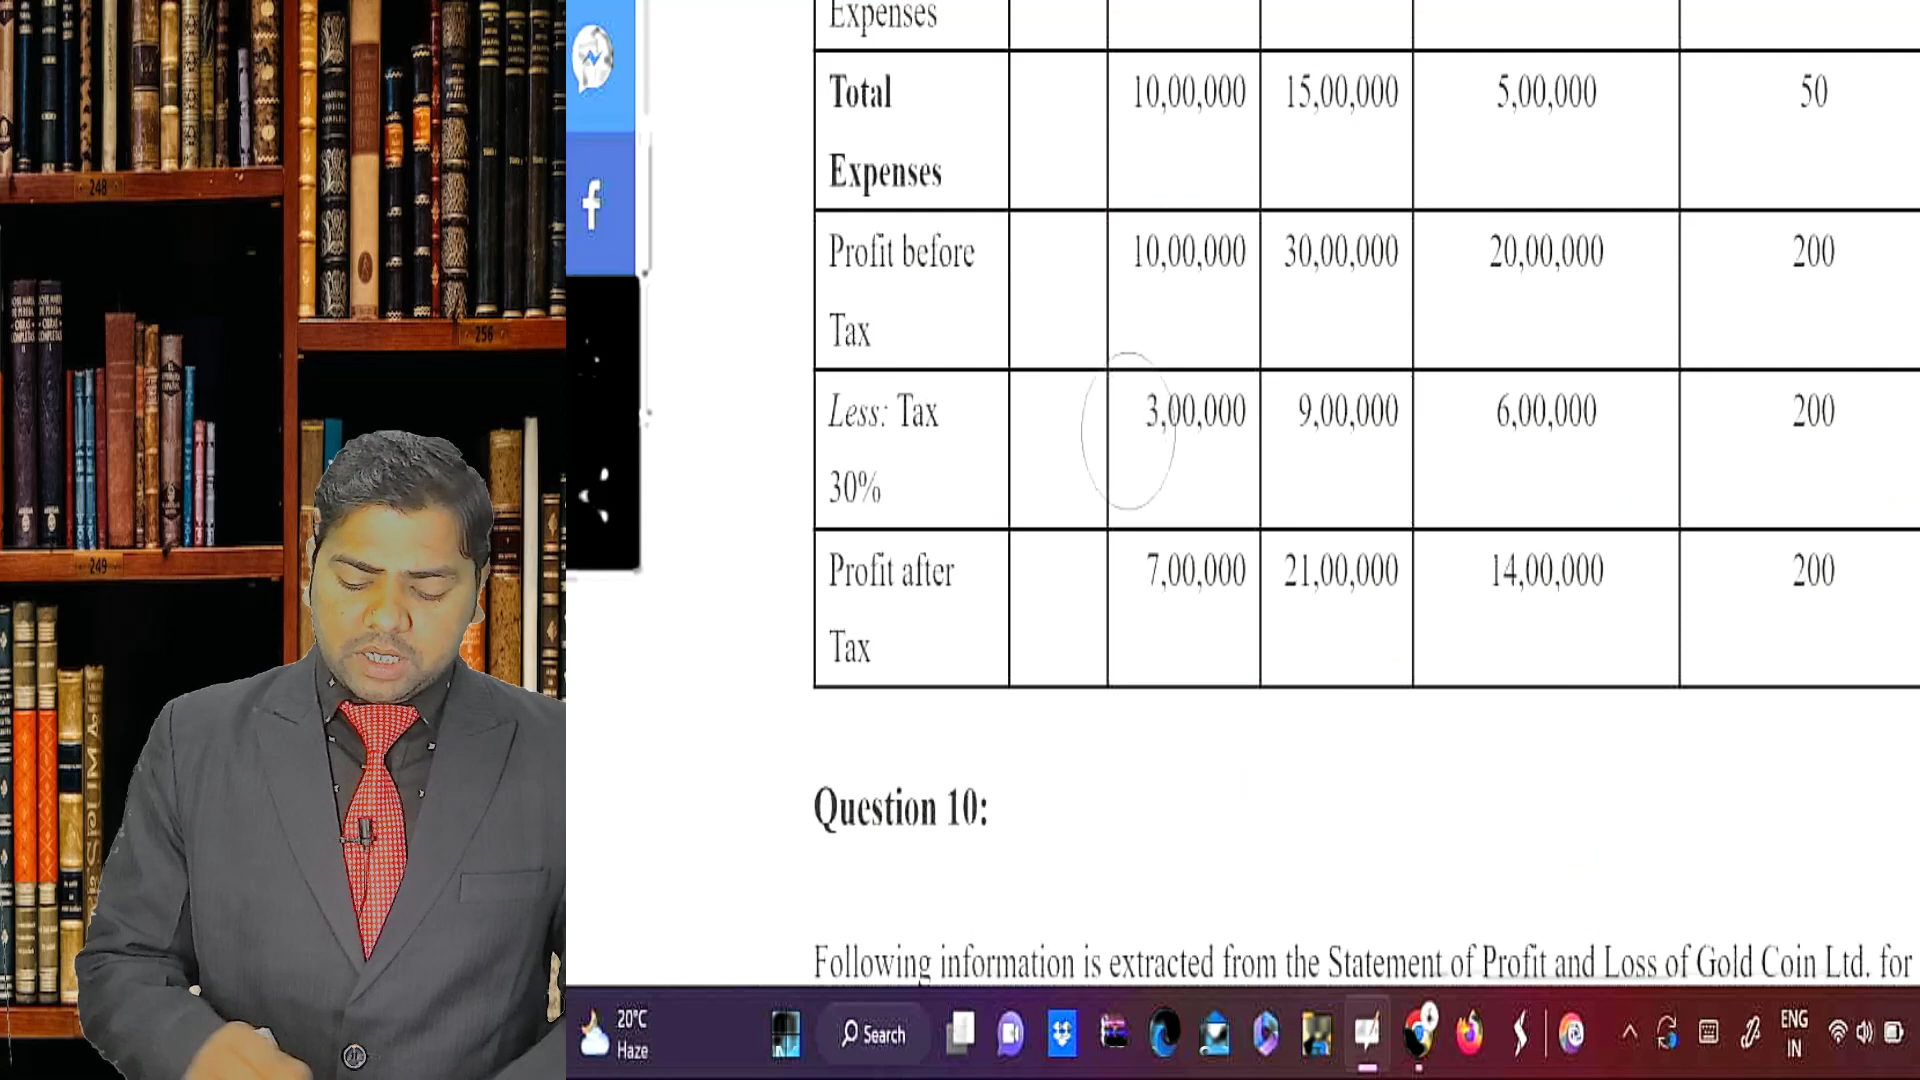 248
256
249
Expenses
Total Expenses 10,00,000 15,00,000 5,00,000 50
Profit before Tax 10,00,000 30,00,000 20,00,000 200
Less: Tax 30% 3,00,000 9,00,000 6,00,000 200
Profit after Tax 7,00,000 21,00,000 14,00,000 200
Question 10:
Following information is extracted from the Statement of Profit and Loss of Gold Coin Ltd. for
20°C
Haze
Search
ENG
IN